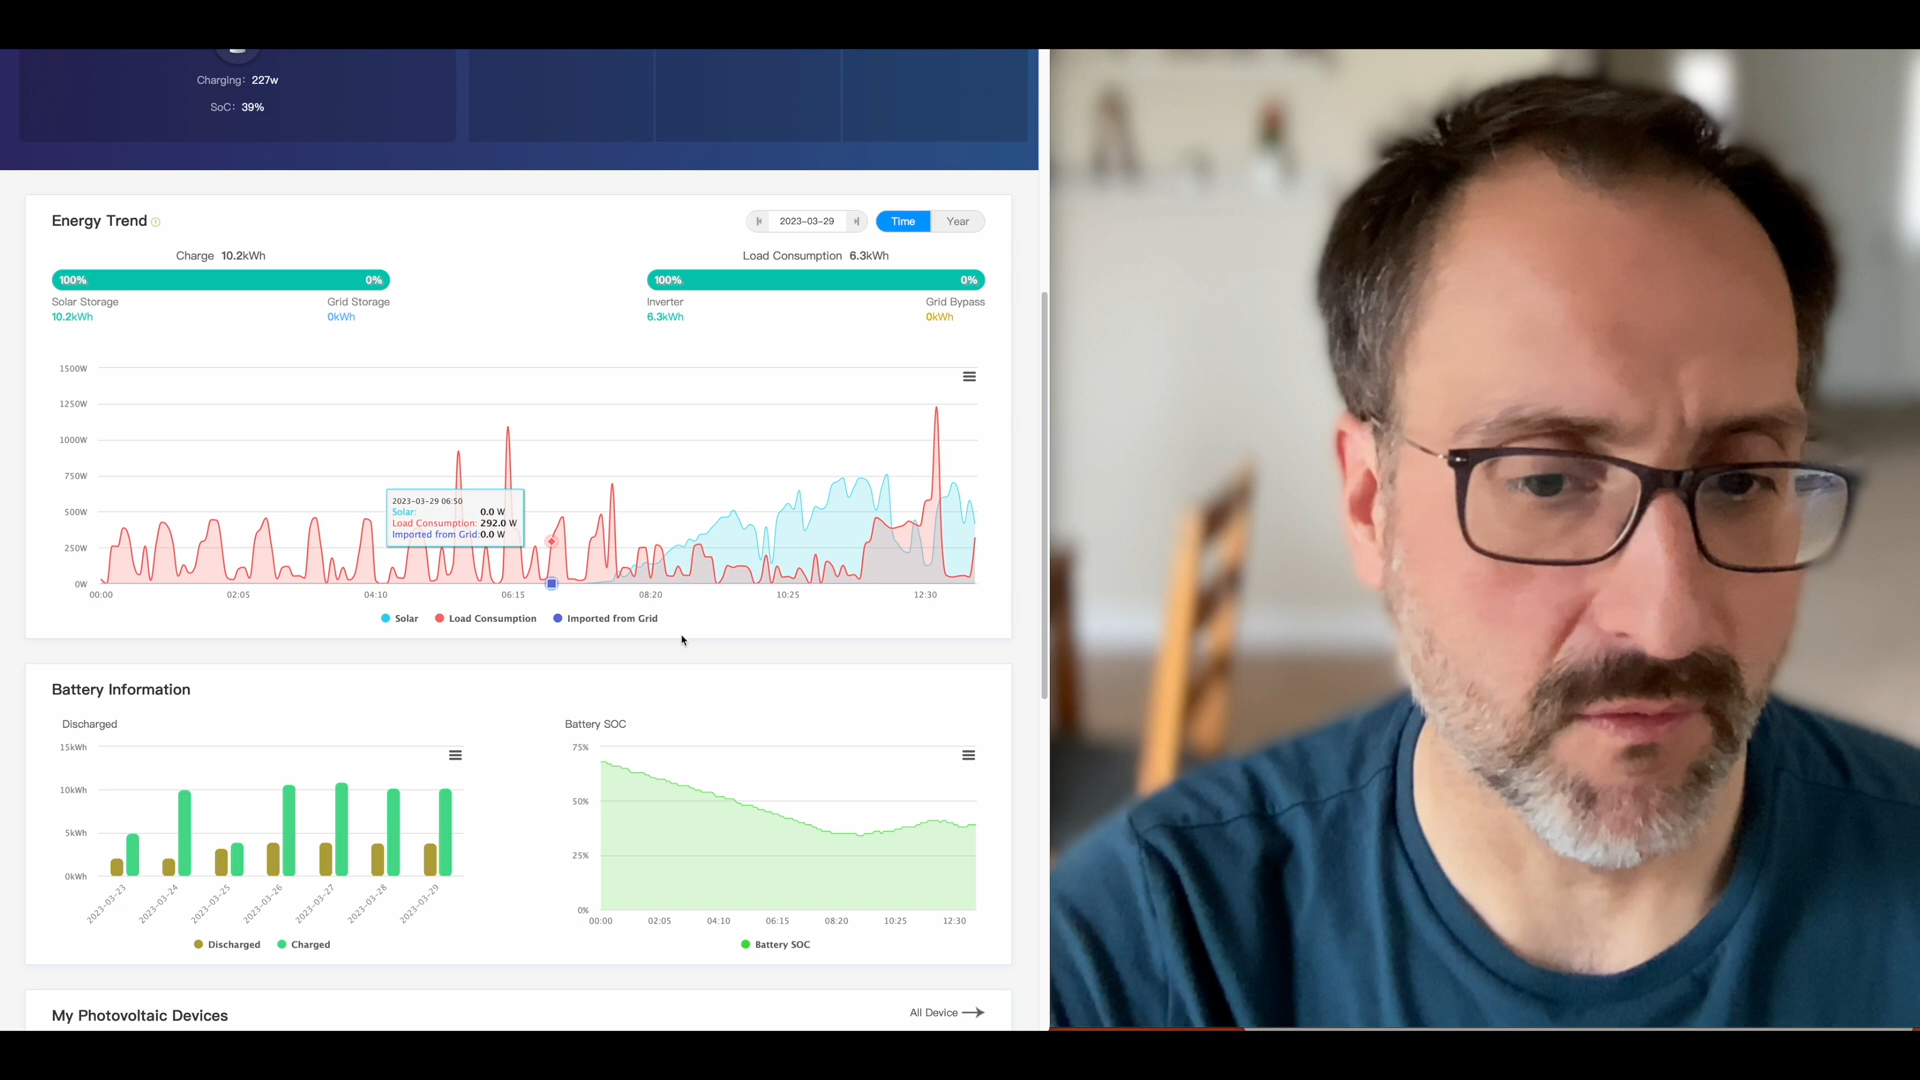 Charging: 227w
SoC: 39%
Energy Trend
2023-03-29
Time
Year
Charge 10.2kWh
Load Consumption 6.3kWh
100% 0%
100% 0%
Solar Storage
Grid Storage
Inverter
Grid Bypass
10.2kWh
0kWh
6.3kWh
0kWh
1500W
1250W
1000W
750W
500W
250W
0W
2023-03-29 06:50
Solar: 0.0 W
Load Consumption: 292.0 W
Imported from Grid:0.0 W
00:00 02:05 04:10 06:15 08:20 10:25 12:30
Solar Load Consumption Imported from Grid
Battery Information
Discharged
15kWh
10kWh
5kWh
0kWh
2023-03-23
2023-03-24
2023-03-25
2023-03-26
2023-03-27
2023-03-28
2023-03-29
Discharged Charged
Battery SOC
75%
50%
25%
0%
00:00 02:05 04:10 06:15 08:20 10:25 12:30
Battery SOC
My Photovoltaic Devices
All Device